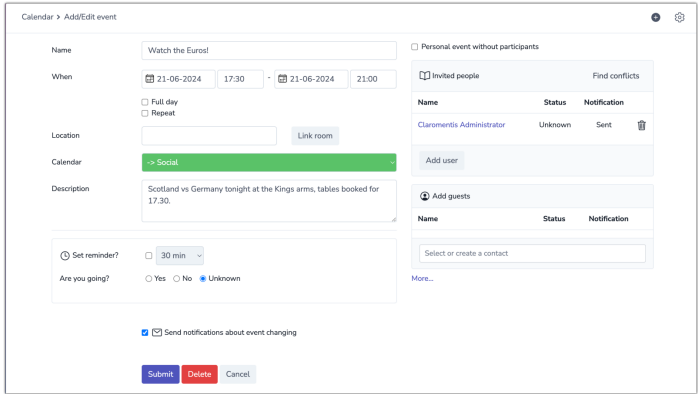 Calendar > Add/Edit event
Name
Watch the Euros!
When
21-06-2024
17:30
-
21-06-2024
21:00
Full day
Repeat
Location
Link room
Calendar
-> Social
Description
Scotland vs Germany tonight at the Kings arms, tables booked for
17.30.
Set reminder?
30 min
Are you going?
Yes
No
Unknown
Send notifications about event changing
Submit
Delete
Cancel
Personal event without participants
Invited people
Find conflicts
Name
Status
Notification
Claromentis Administrator
Unknown
Sent
Add user
Add guests
Name
Status
Notification
Select or create a contact
More...